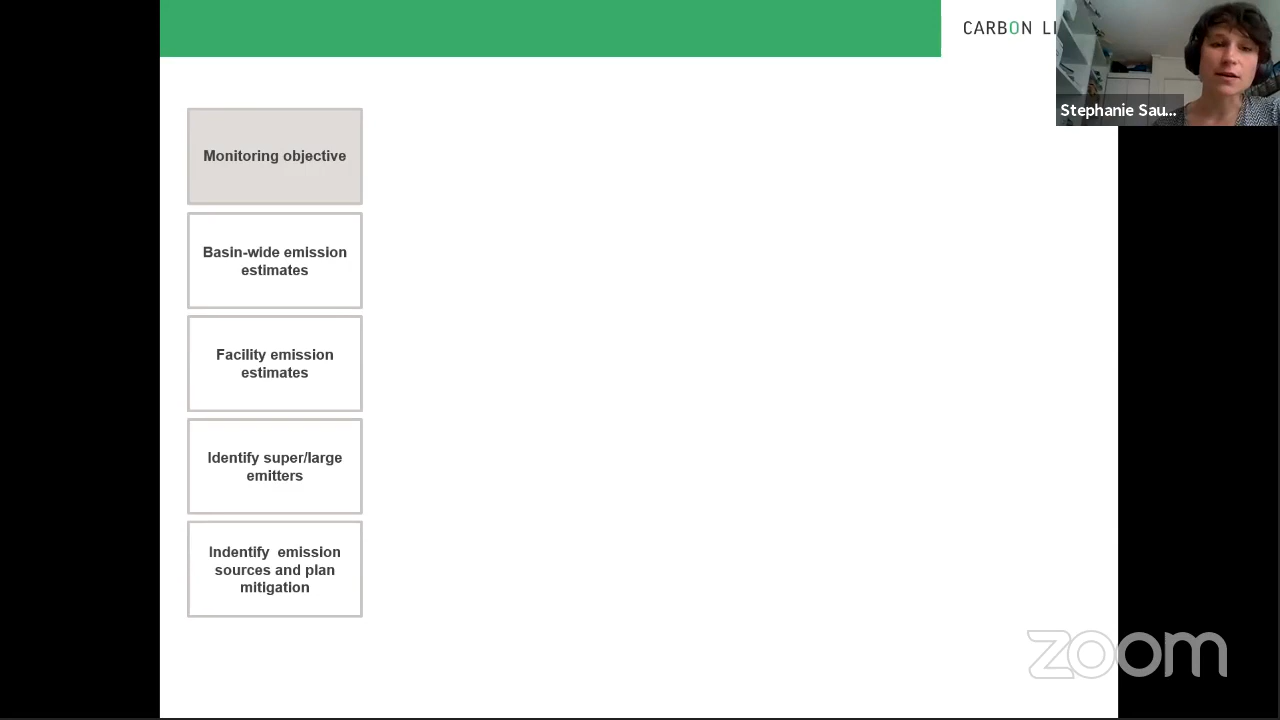 CARBON LI
Stephanie Sau...
Monitoring objective
Basin-wide emission
estimates
Facility emission
estimates
Identify super/large
emitters
Indentify emission
sources and plan
mitigation
zoom